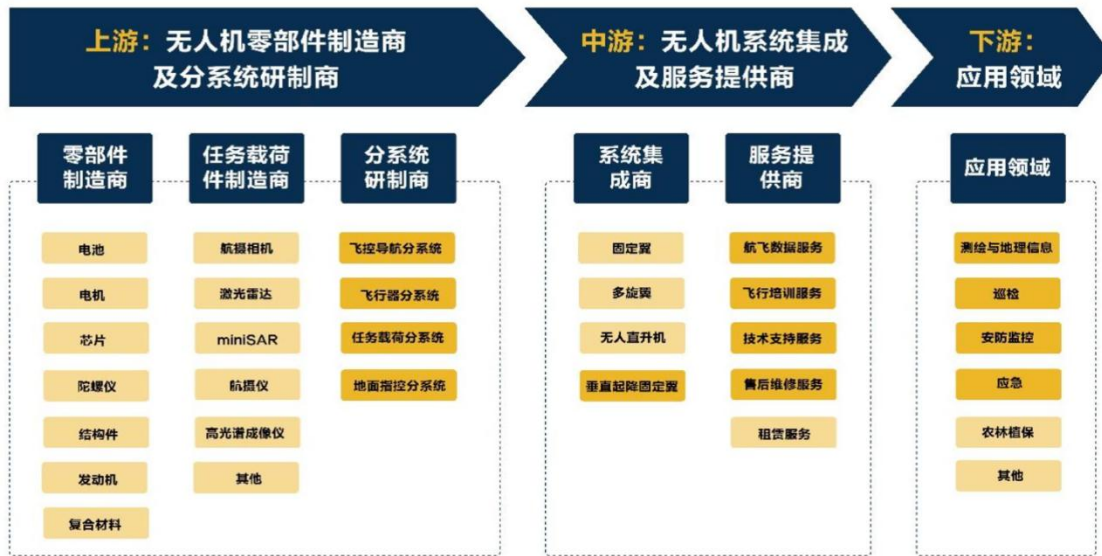 上游：无人机零部件制造商
及分系统研制商
中游：无人机系统集成
及服务提供商
下游：
应用领域
零部件
制造商
任务载荷
件制造商
分系统
研制商
系统集
成商
服务提
供商
应用领域
电池
电机
芯片
陀螺仪
结构件
发动机
复合材料
航摄相机
激光雷达
miniSAR
航摄仪
高光谱成像仪
其他
飞控导航分系统
飞行器分系统
任务载荷分系统
地面指控分系统
固定翼
多旋翼
无人直升机
垂直起降固定翼
航飞数据服务
飞行培训服务
技术支持服务
售后维修服务
租赁服务
测绘与地理信息
巡检
安防监控
应急
农林植保
其他